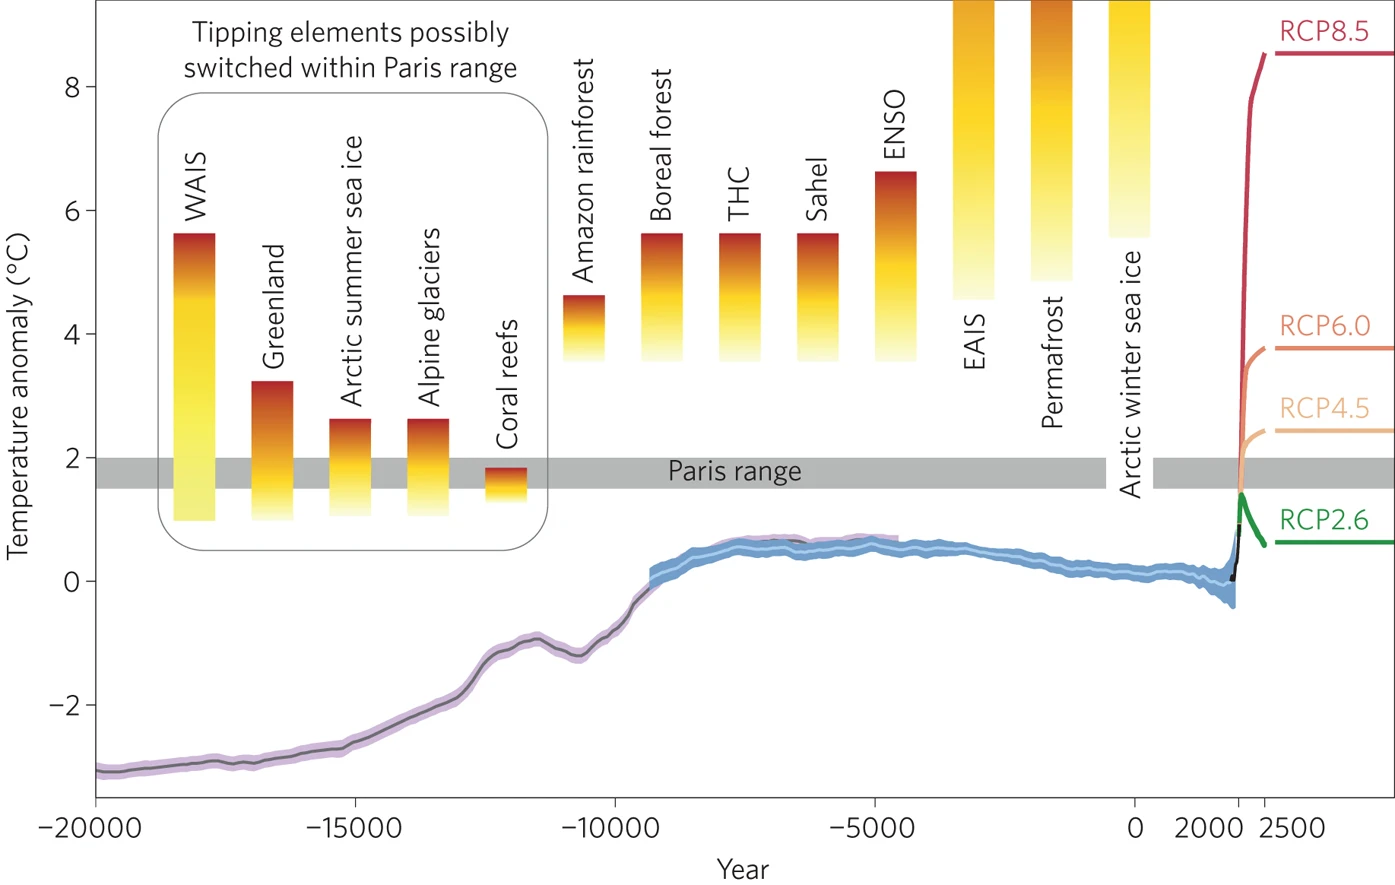 Tipping elements possibly
switched within Paris range
WAIS
Greenland
Arctic summer sea ice
Alpine glaciers
Coral reefs
Amazon rainforest
Boreal forest
THC
Sahel
ENSO
EAIS
Permafrost
Arctic winter sea ice
RCP8.5
RCP6.0
RCP4.5
RCP2.6
Paris range
Temperature anomaly (°C)
8
6
4
2
0
−2
−20000
−15000
−10000
−5000
0
2000
2500
Year